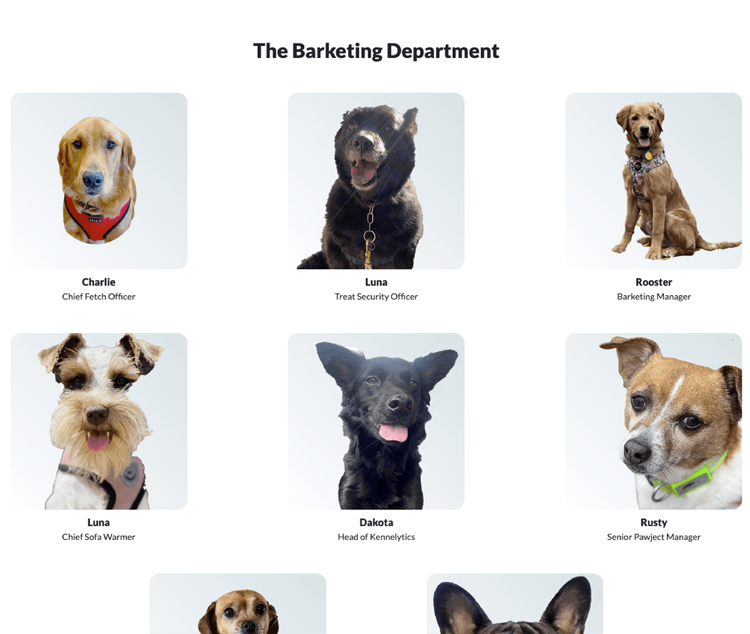 The Barketing Department
Charlie
Chief Fetch Officer
Luna
Treat Security Officer
Rooster
Barketing Manager
Luna
Chief Sofa Warmer
Dakota
Head of Kennelytics
Rusty
Senior Pawject Manager